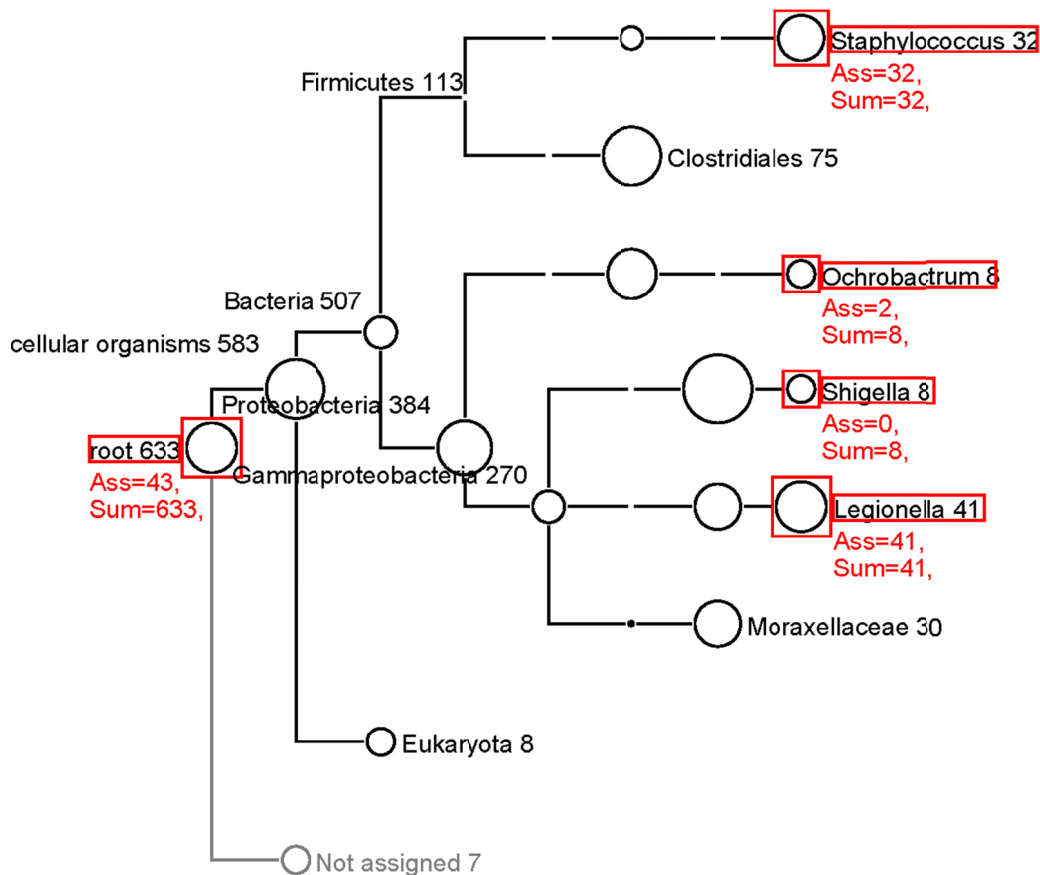 Staphylococcus 32
Ass=32,
Sum=32,
Firmicutes 113
Clostridiales 75
Ochrobactrum 8
Ass=2,
Sum=8,
Bacteria 507
cellular organisms 583
Proteobacteria 384
Shigella 8
Ass=0,
Sum=8,
root 633
Ass=43,
Sum=633,
Gammaproteobacteria 270
Legionella 41
Ass=41,
Sum=41,
Moraxellaceae 30
Eukaryota 8
Not assigned 7